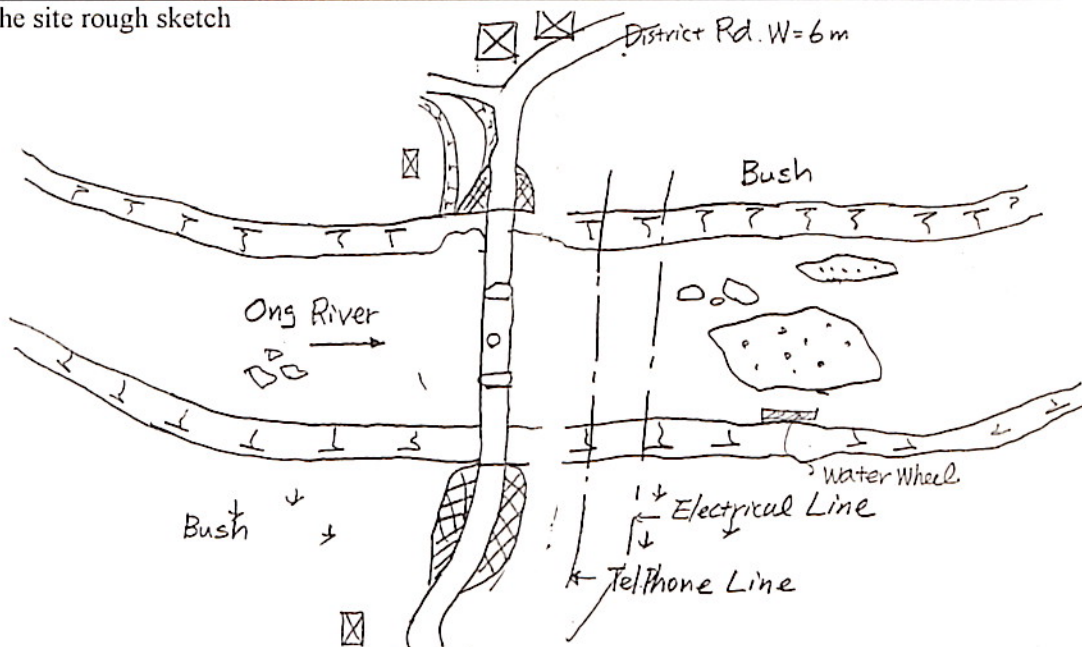 he site rough sketch
District Rd. W=6m
Bush
Ong River
Water Wheel
Bush
Electrical Line
TelPhone Line